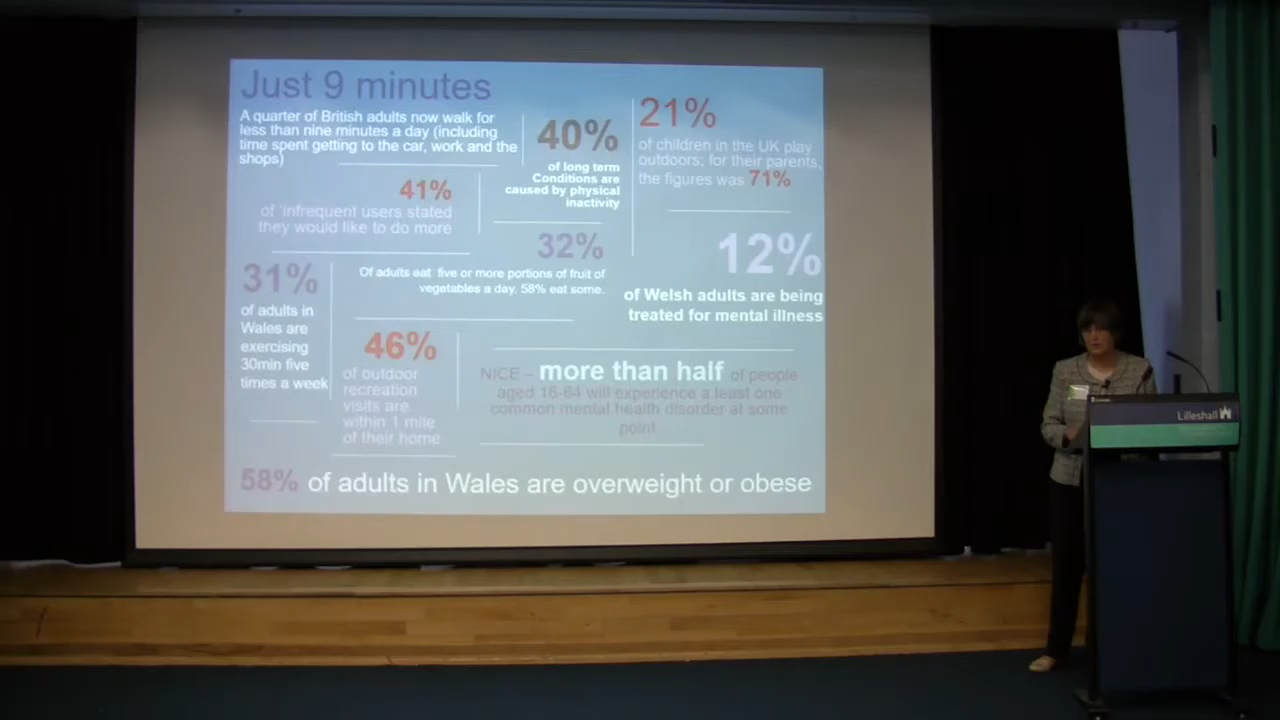 Just 9 minutes
A quarter of British adults now walk for
less than nine minutes a day (including
time spent getting to the car, work and the
shops)
40%
of long term
Conditions are
caused by physical
inactivity
21%
of children in the UK play
outdoors; for their parents,
the figures was 71%
41%
of 'infrequent users stated
they would like to do more
32%
Of adults eat five or more portions of fruit of
vegetables a day. 58% eat some.
12%
of Welsh adults are being
treated for mental illness
31%
of adults in
Wales are
exercising
30min five
times a week
46%
of outdoor
recreation
visits are
within 1 mile
of their home
NICE – more than half of people
aged 16-64 will experience a least one
common mental health disorder at some
point
58% of adults in Wales are overweight or obese
Lilleshall